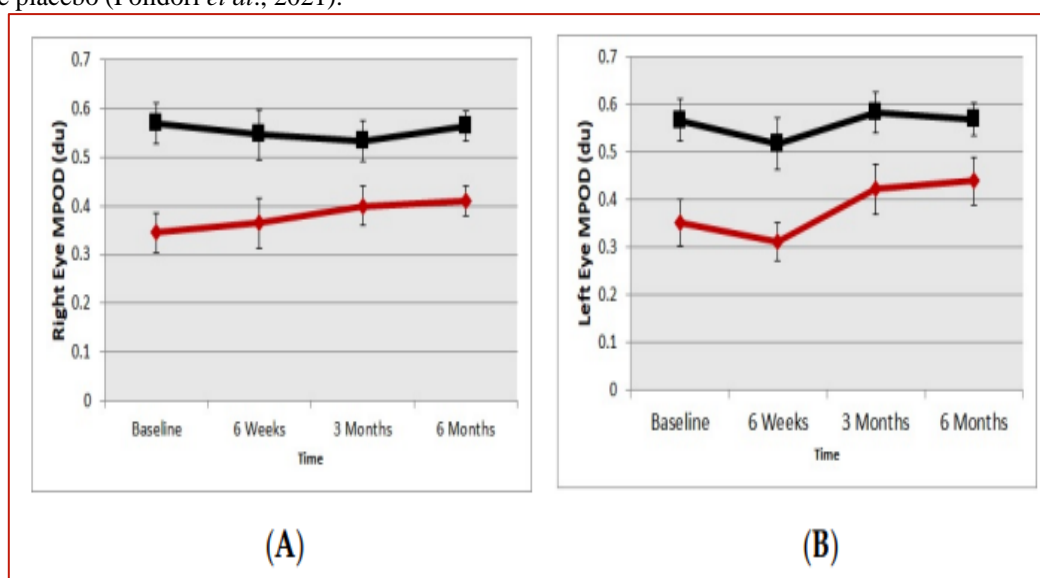 placebo (Fondori et al., 2021).
0.7
0.6
0.5
0.4
0.3
0.2
0.1
0
Right Eye MPOD (du)
Baseline 6 Weeks 3 Months 6 Months
Time
(A)
0.7
0.6
0.5
0.4
0.3
0.2
0.1
0
Left Eye MPOD (du)
Baseline 6 Weeks 3 Months 6 Months
Time
(B)